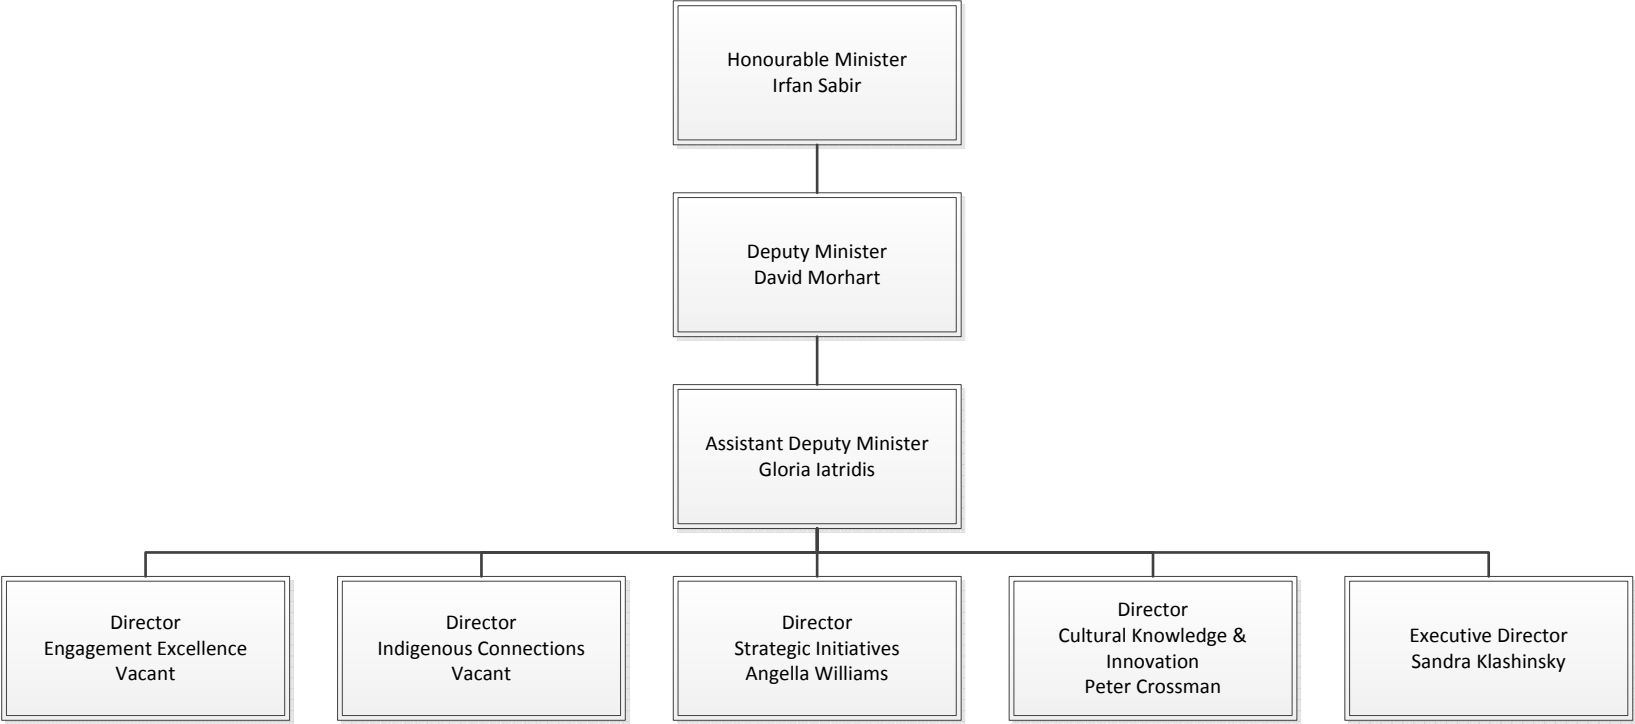 Honourable Minister
Irfan Sabir
Deputy Minister
David Morhart
Assistant Deputy Minister
Gloria Iatridis
Director
Engagement Excellence
Vacant
Director
Indigenous Connections
Vacant
Director
Strategic Initiatives
Angella Williams
Director
Cultural Knowledge &
Innovation
Peter Crossman
Executive Director
Sandra Klashinsky